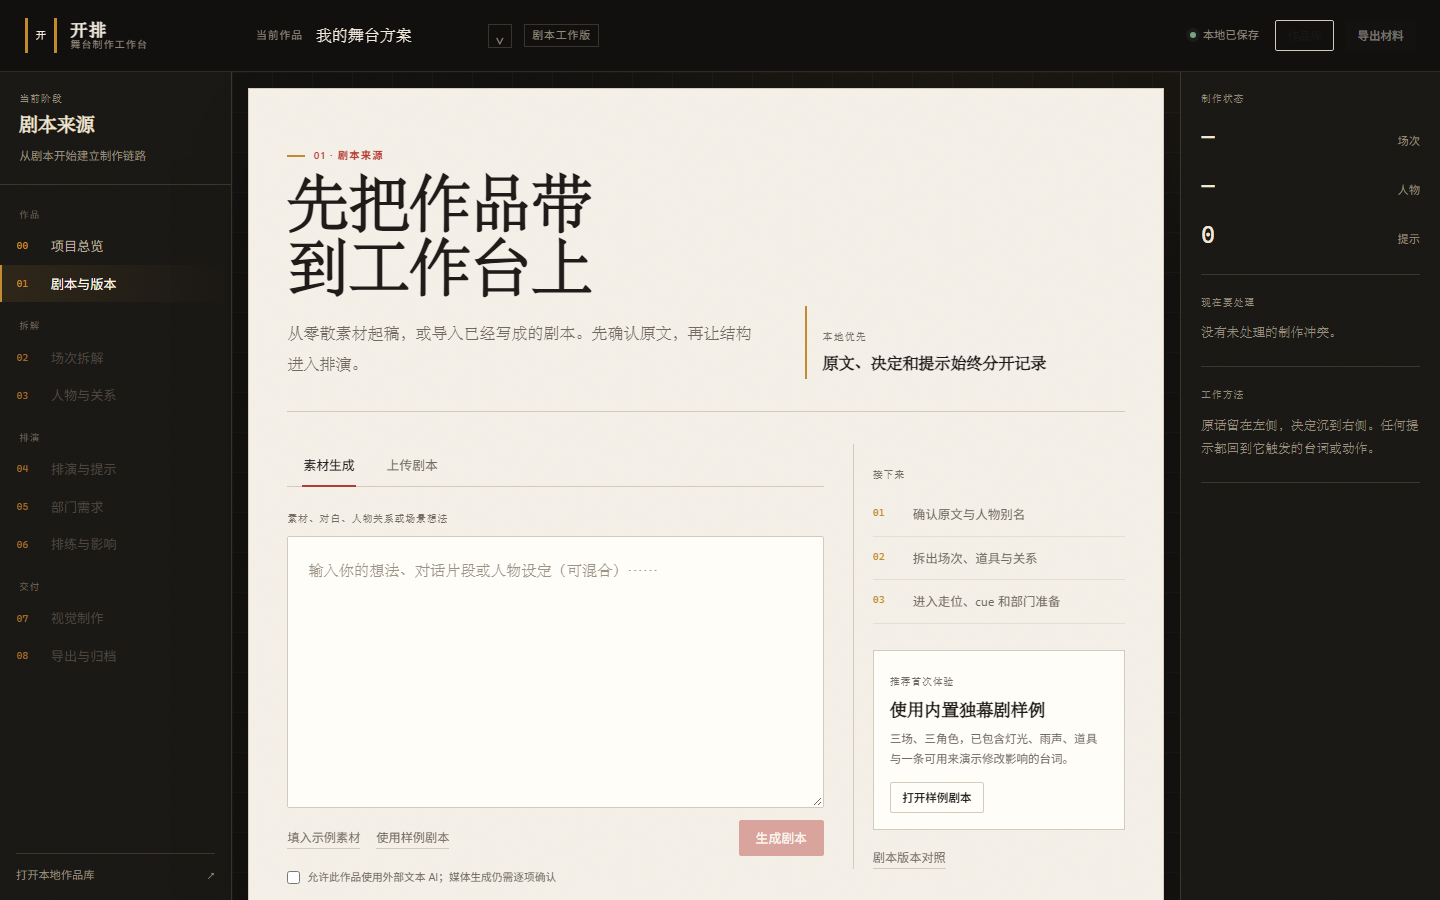 开
开排
舞台制作工作台
当前作品
我的舞台方案
剧本工作版
本地已保存
作品库
导出材料
当前阶段
剧本来源
从剧本开始建立制作链路
作品
00 项目总览
01 剧本与版本
拆解
02 场次拆解
03 人物与关系
排演
04 排演与提示
05 部门需求
06 排练与影响
交付
07 视觉制作
08 导出与归档
打开本地作品库 ↗
01 · 剧本来源
先把作品带
到工作台上
从零散素材起稿，或导入已经写成的剧本。先确认原文，再让结构
进入排演。
本地优先
原文、决定和提示始终分开记录
素材生成 上传剧本
素材、对白、人物关系或场景想法
输入你的想法、对话片段或人物设定（可混合）······
填入示例素材 使用样例剧本
生成剧本
允许此作品使用外部文本 AI；媒体生成仍需逐项确认
接下来
01 确认原文与人物别名
02 拆出场次、道具与关系
03 进入走位、cue 和部门准备
推荐首次体验
使用内置独幕剧样例
三场、三角色，已包含灯光、雨声、道具
与一条可用来演示修改影响的台词。
打开样例剧本
剧本版本对照
制作状态
— 场次
— 人物
0 提示
现在要处理
没有未处理的制作冲突。
工作方法
原话留在左侧，决定沉到右侧。任何提
示都回到它触发的台词或动作。